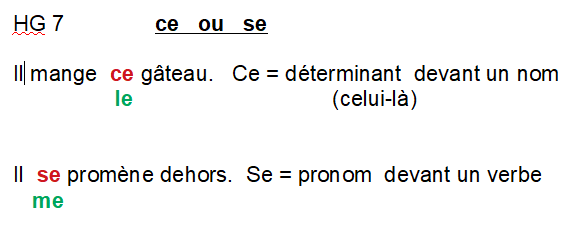 HG 7 ce ou se
Il mange ce gâteau. Ce = déterminant devant un nom
le (celui-là)
Il se promène dehors. Se = pronom devant un verbe
me